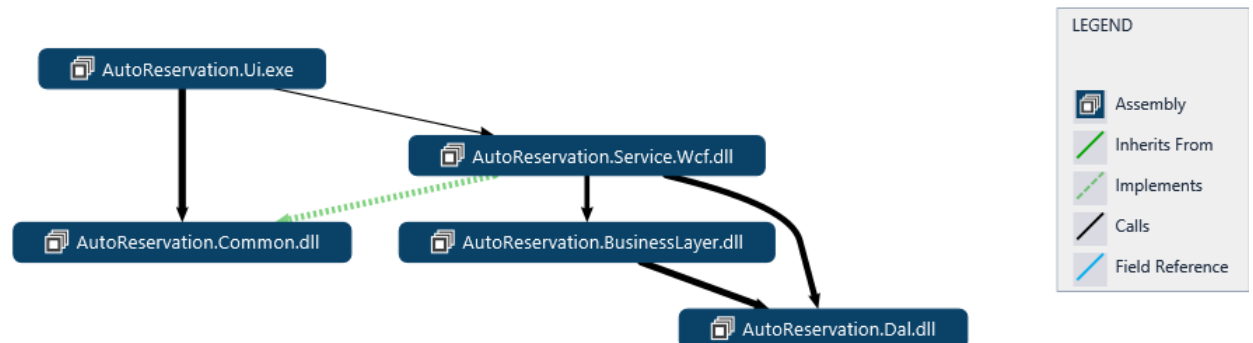 AutoReservation.Ui.exe
AutoReservation.Service.Wcf.dll
AutoReservation.Common.dll
AutoReservation.BusinessLayer.dll
AutoReservation.Dal.dll
LEGEND
Assembly
Inherits From
Implements
Calls
Field Reference